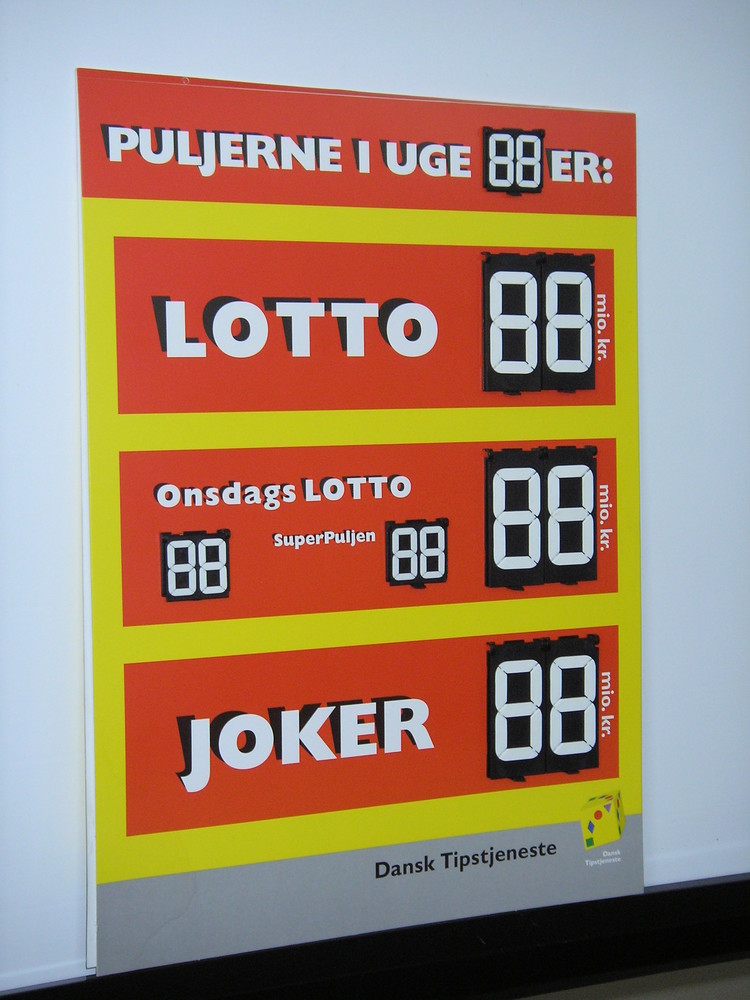 PULJERNE I UGE 88 ER:
LOTTO 88 mio. kr.
Onsdags LOTTO 88 mio. kr.
88 SuperPuljen 88
JOKER 88 mio. kr.
Dansk Tipstjeneste
Dansk
Tipstjeneste